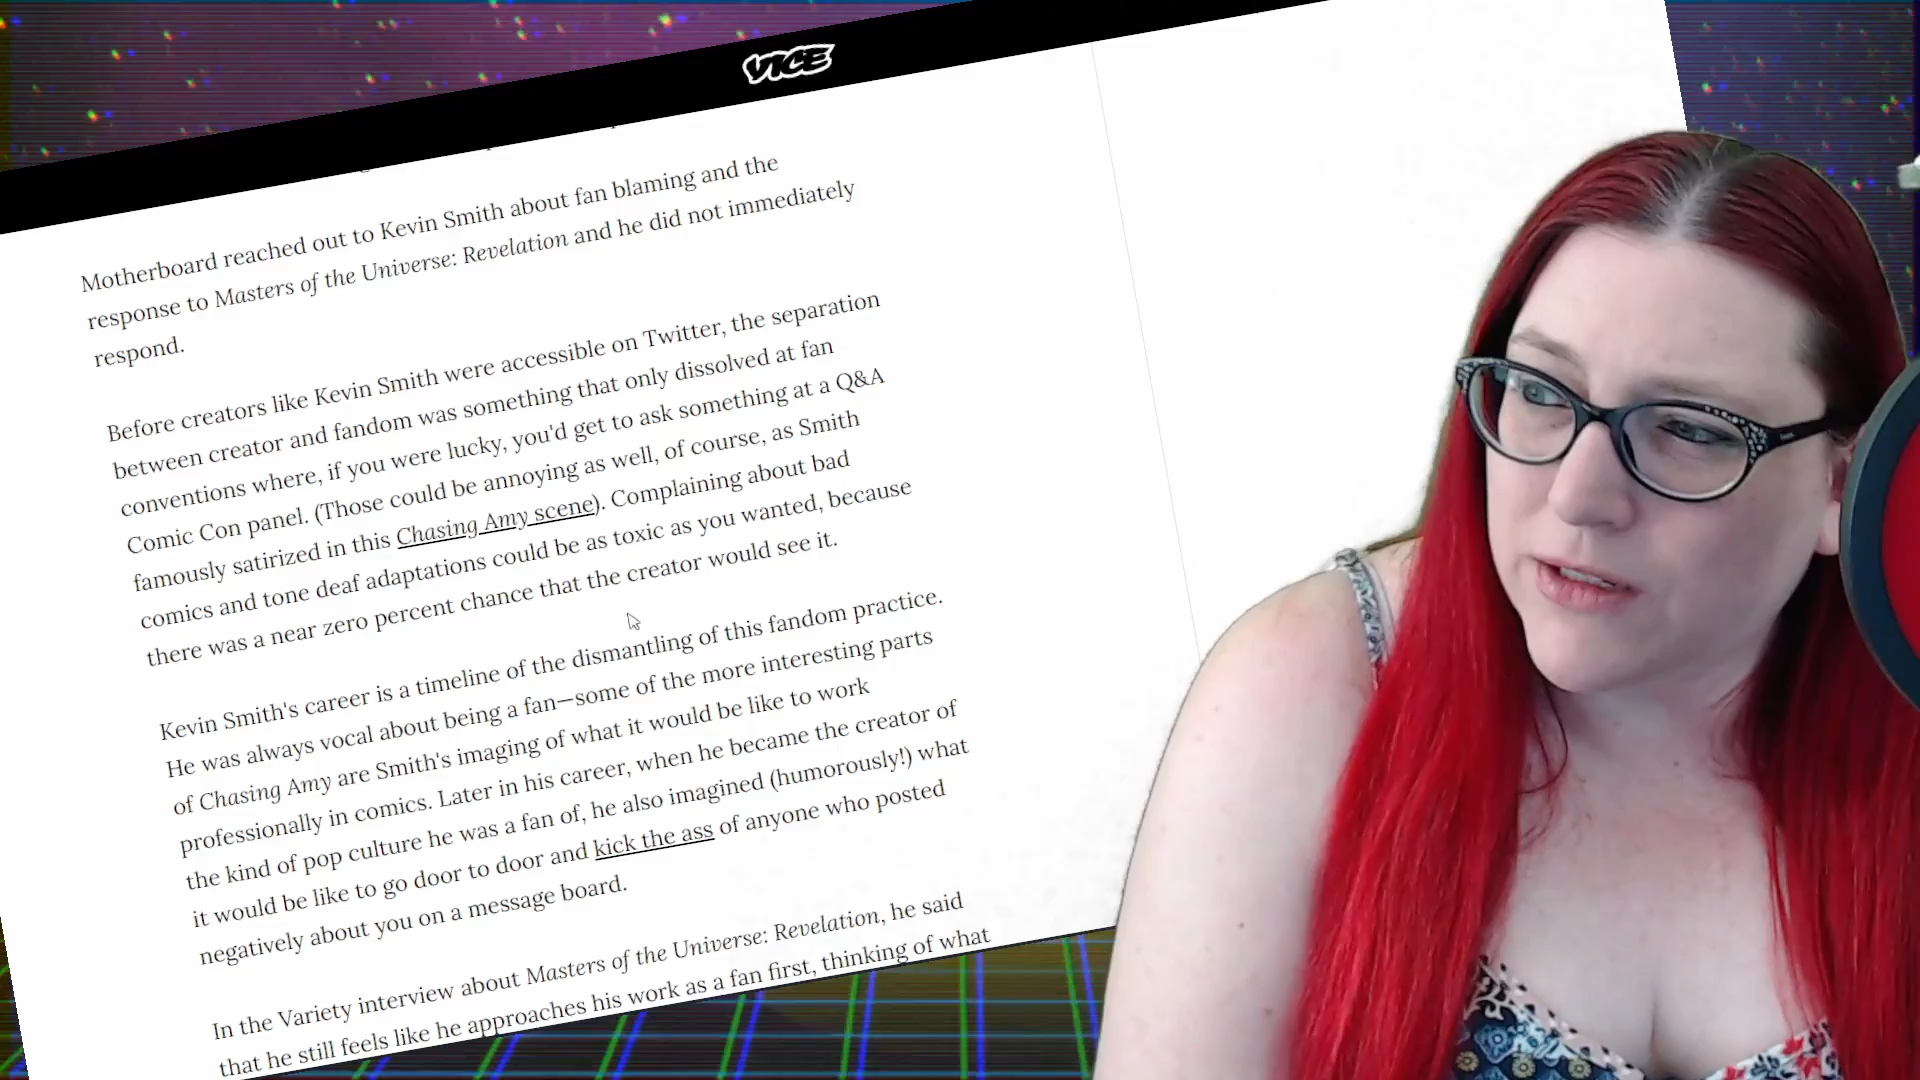 VICE
Motherboard reached out to Kevin Smith about fan blaming and the
response to Masters of the Universe: Revelation and he did not immediately
respond.
Before creators like Kevin Smith were accessible on Twitter, the separation
between creator and fandom was something that only dissolved at fan
conventions where, if you were lucky, you'd get to ask something at a Q&A
Comic Con panel. (Those could be annoying as well, of course, as Smith
famously satirized in this Chasing Amy scene). Complaining about bad
comics and tone deaf adaptations could be as toxic as you wanted, because
there was a near zero percent chance that the creator would see it.
Kevin Smith's career is a timeline of the dismantling of this fandom practice.
He was always vocal about being a fan—some of the more interesting parts
of Chasing Amy are Smith's imaging of what it would be like to work
professionally in comics. Later in his career, when he became the creator of
the kind of pop culture he was a fan of, he also imagined (humorously!) what
it would be like to go door to door and kick the ass of anyone who posted
negatively about you on a message board.
In the Variety interview about Masters of the Universe: Revelation, he said
that he still feels like he approaches his work as a fan first, thinking of what